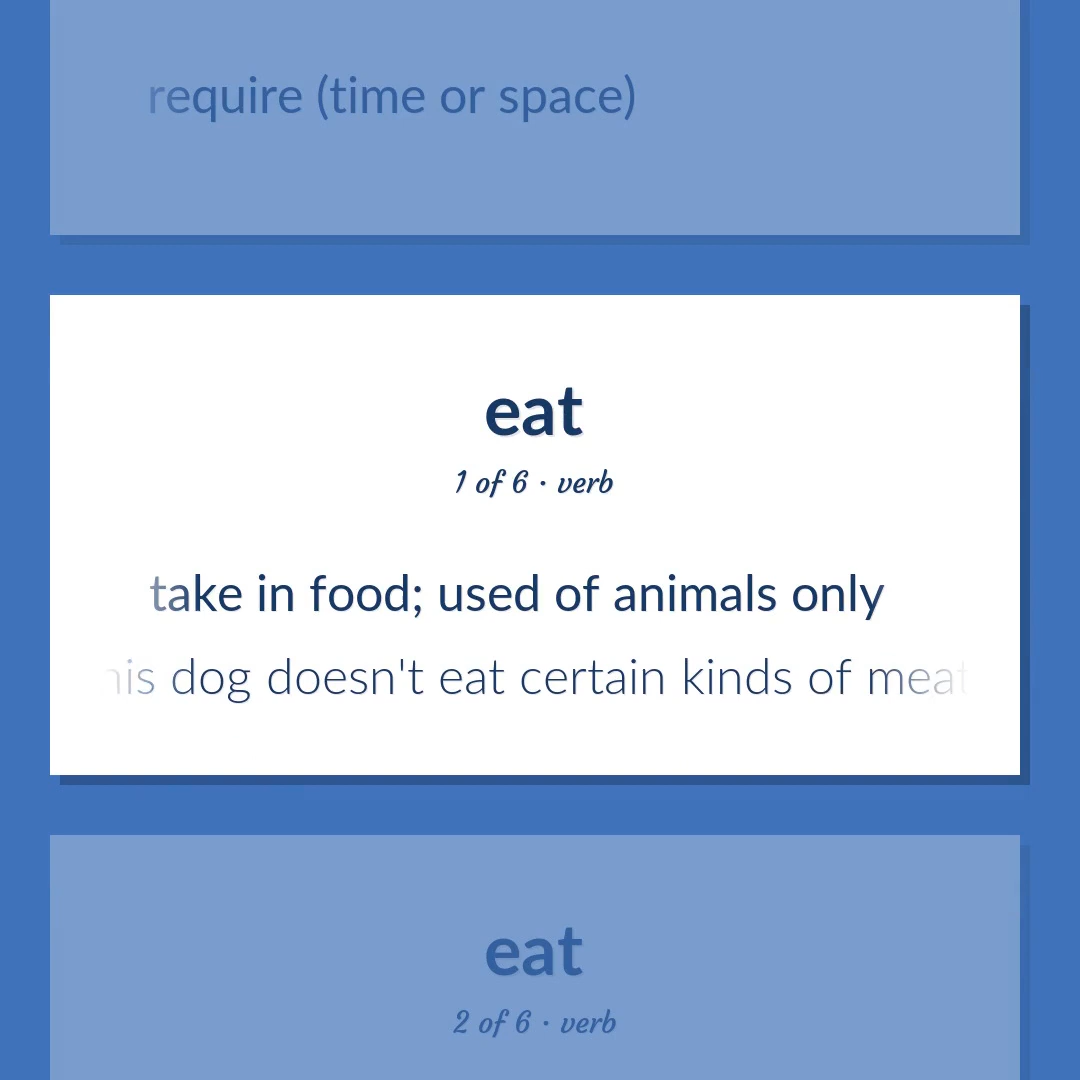 require (time or space)
eat
1 of 6 · verb
take in food; used of animals only
dog doesn't eat certain kinds of meat
eat
2 of 6 · verb